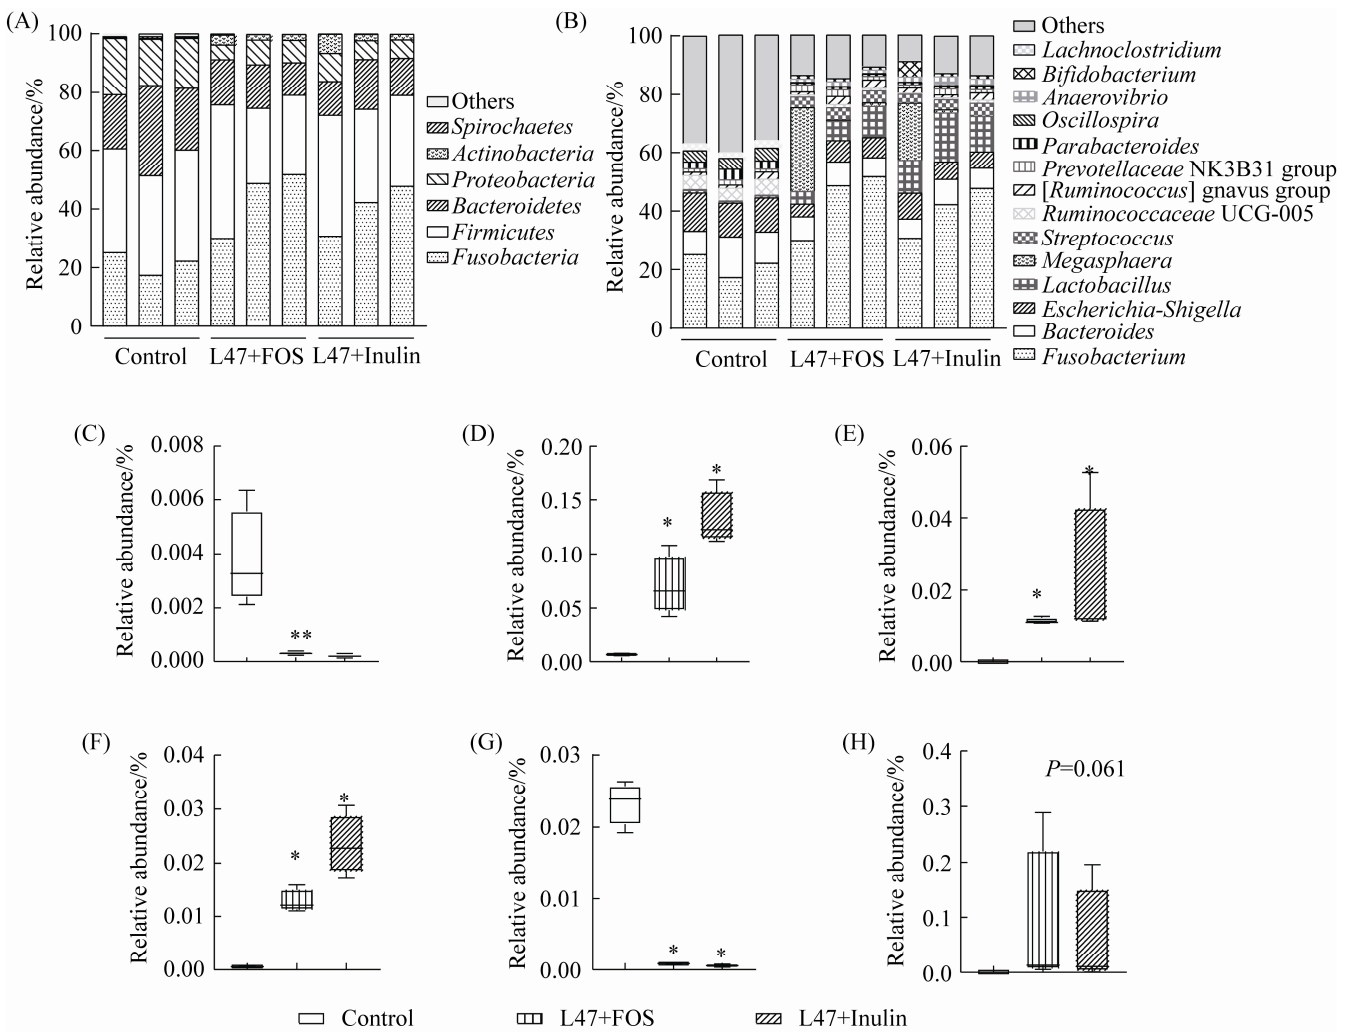 (A)
Relative abundance/%
100
80
60
40
20
0
Control
L47+FOS
L47+Inulin
Others
Spirochaetes
Actinobacteria
Proteobacteria
Bacteroidetes
Firmicutes
Fusobacteria
(B)
Relative abundance/%
100
80
60
40
20
0
Control
L47+FOS
L47+Inulin
Others
Lachnoclostridium
Bifidobacterium
Anaerovibrio
Oscillospira
Parabacteroides
Prevotellaceae NK3B31 group
[Ruminococcus] gnavus group
Ruminococcaceae UCG-005
Streptococcus
Megasphaera
Lactobacillus
Escherichia-Shigella
Bacteroides
Fusobacterium
(C)
Relative abundance/%
0.008
0.006
0.004
0.002
0.000
**
(D)
Relative abundance/%
0.20
0.15
0.10
0.05
0.00
*
*
(E)
Relative abundance/%
0.06
0.04
0.02
0.00
*
*
(F)
Relative abundance/%
0.04
0.03
0.02
0.01
0.00
*
*
(G)
Relative abundance/%
0.03
0.02
0.01
0.00
*
*
(H)
Relative abundance/%
0.4
0.3
0.2
0.1
0.0
P=0.061
Control
L47+FOS
L47+Inulin